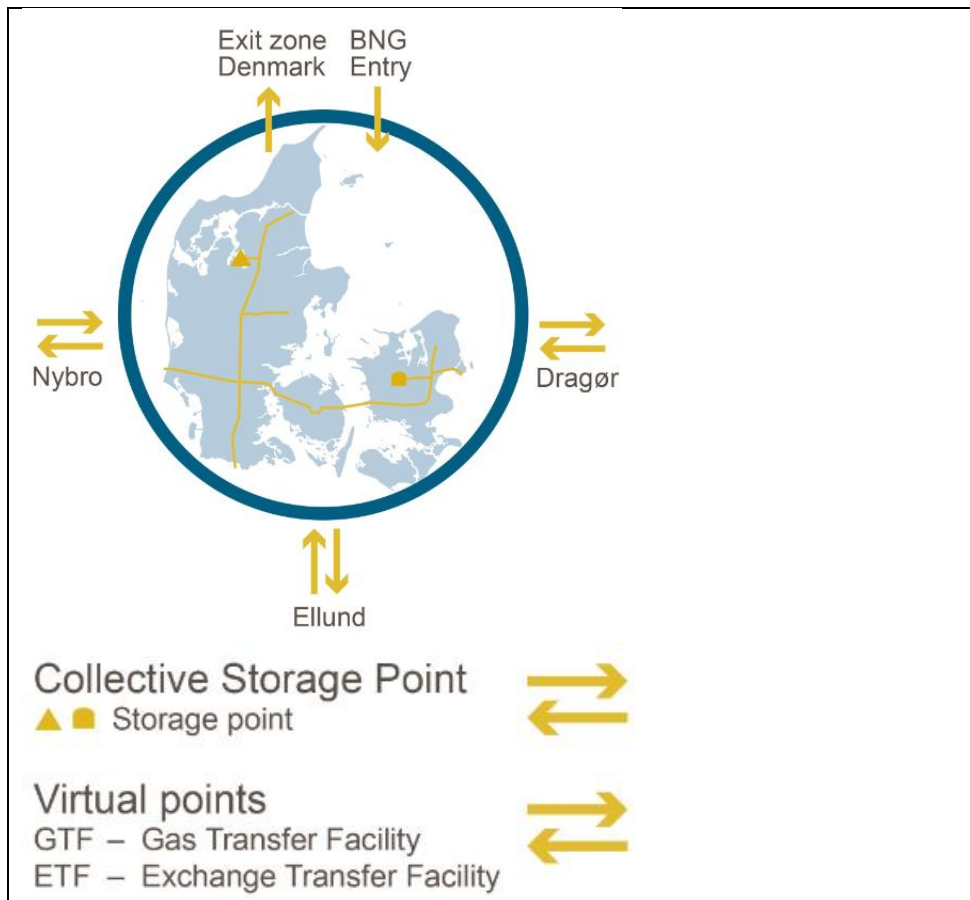 Exit zone
Denmark
BNG
Entry
Nybro
Dragør
Ellund
Collective Storage Point
Storage point
Virtual points
GTF – Gas Transfer Facility
ETF – Exchange Transfer Facility